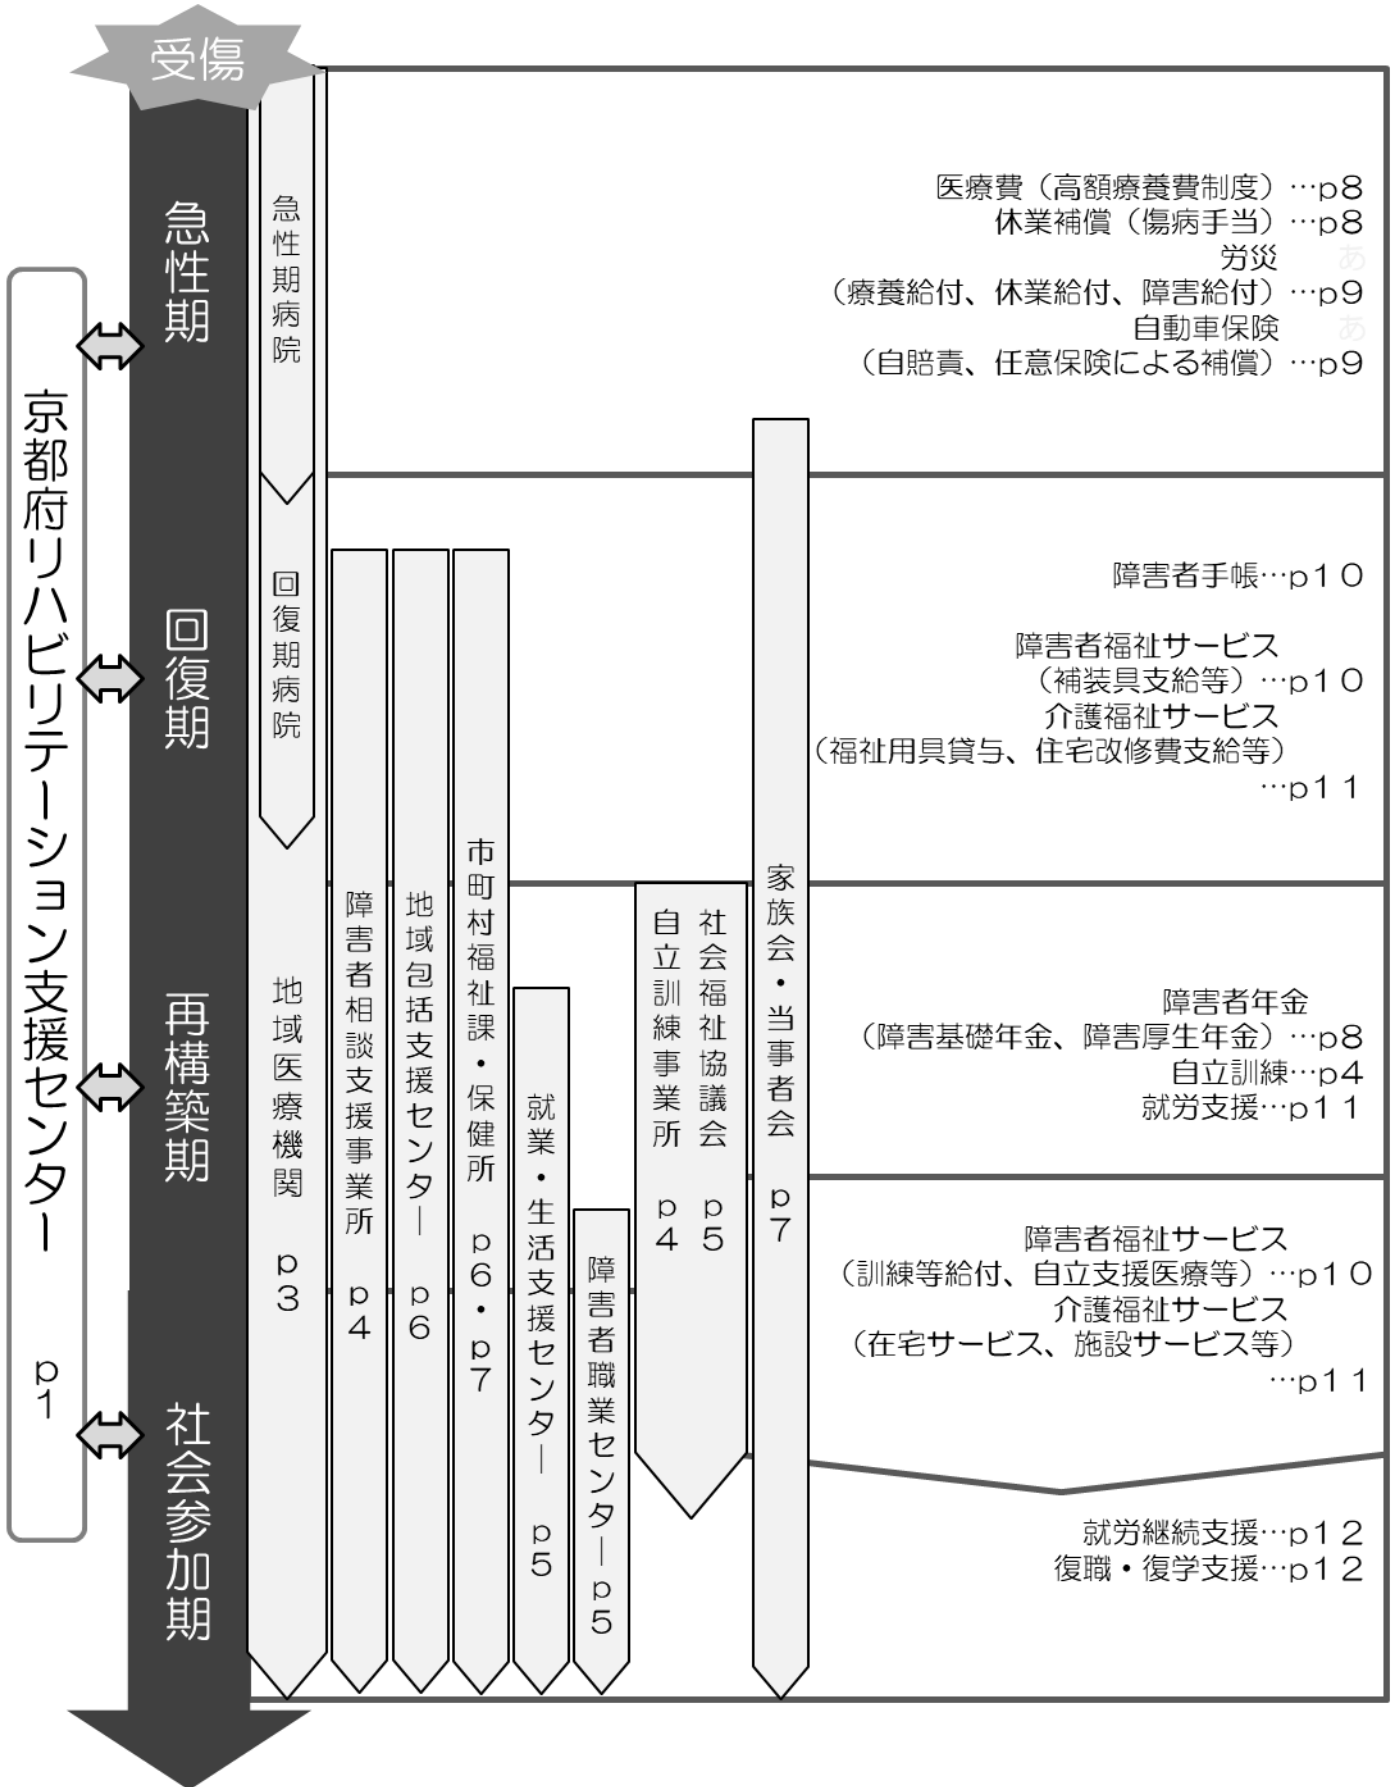 受傷
京都府リハビリテーション支援センター　p1
急性期
回復期
再構築期
社会参加期
急性期病院
回復期病院
地域医療機関　p3
障害者相談支援事業所　p4
地域包括支援センター　p6
市町村福祉課・保健所　p6・p7
就業・生活支援センター　p5
障害者職業センター p5
自立訓練事業所　p4
社会福祉協議会　p5
家族会・当事者会　p7
医療費（高額療養費制度）…p8
休業補償（傷病手当）…p8
労災　　あ
（療養給付、休業給付、障害給付）…p9
自動車保険　　あ
（自賠責、任意保険による補償）…p9
障害者手帳…p10
障害者福祉サービス
（補装具支給等）…p10
介護福祉サービス
（福祉用具貸与、住宅改修費支給等）
…p11
障害者年金
（障害基礎年金、障害厚生年金）…p8
自立訓練…p4
就労支援…p11
障害者福祉サービス
（訓練等給付、自立支援医療等）…p10
介護福祉サービス
（在宅サービス、施設サービス等）
…p11
就労継続支援…p12
復職・復学支援…p12